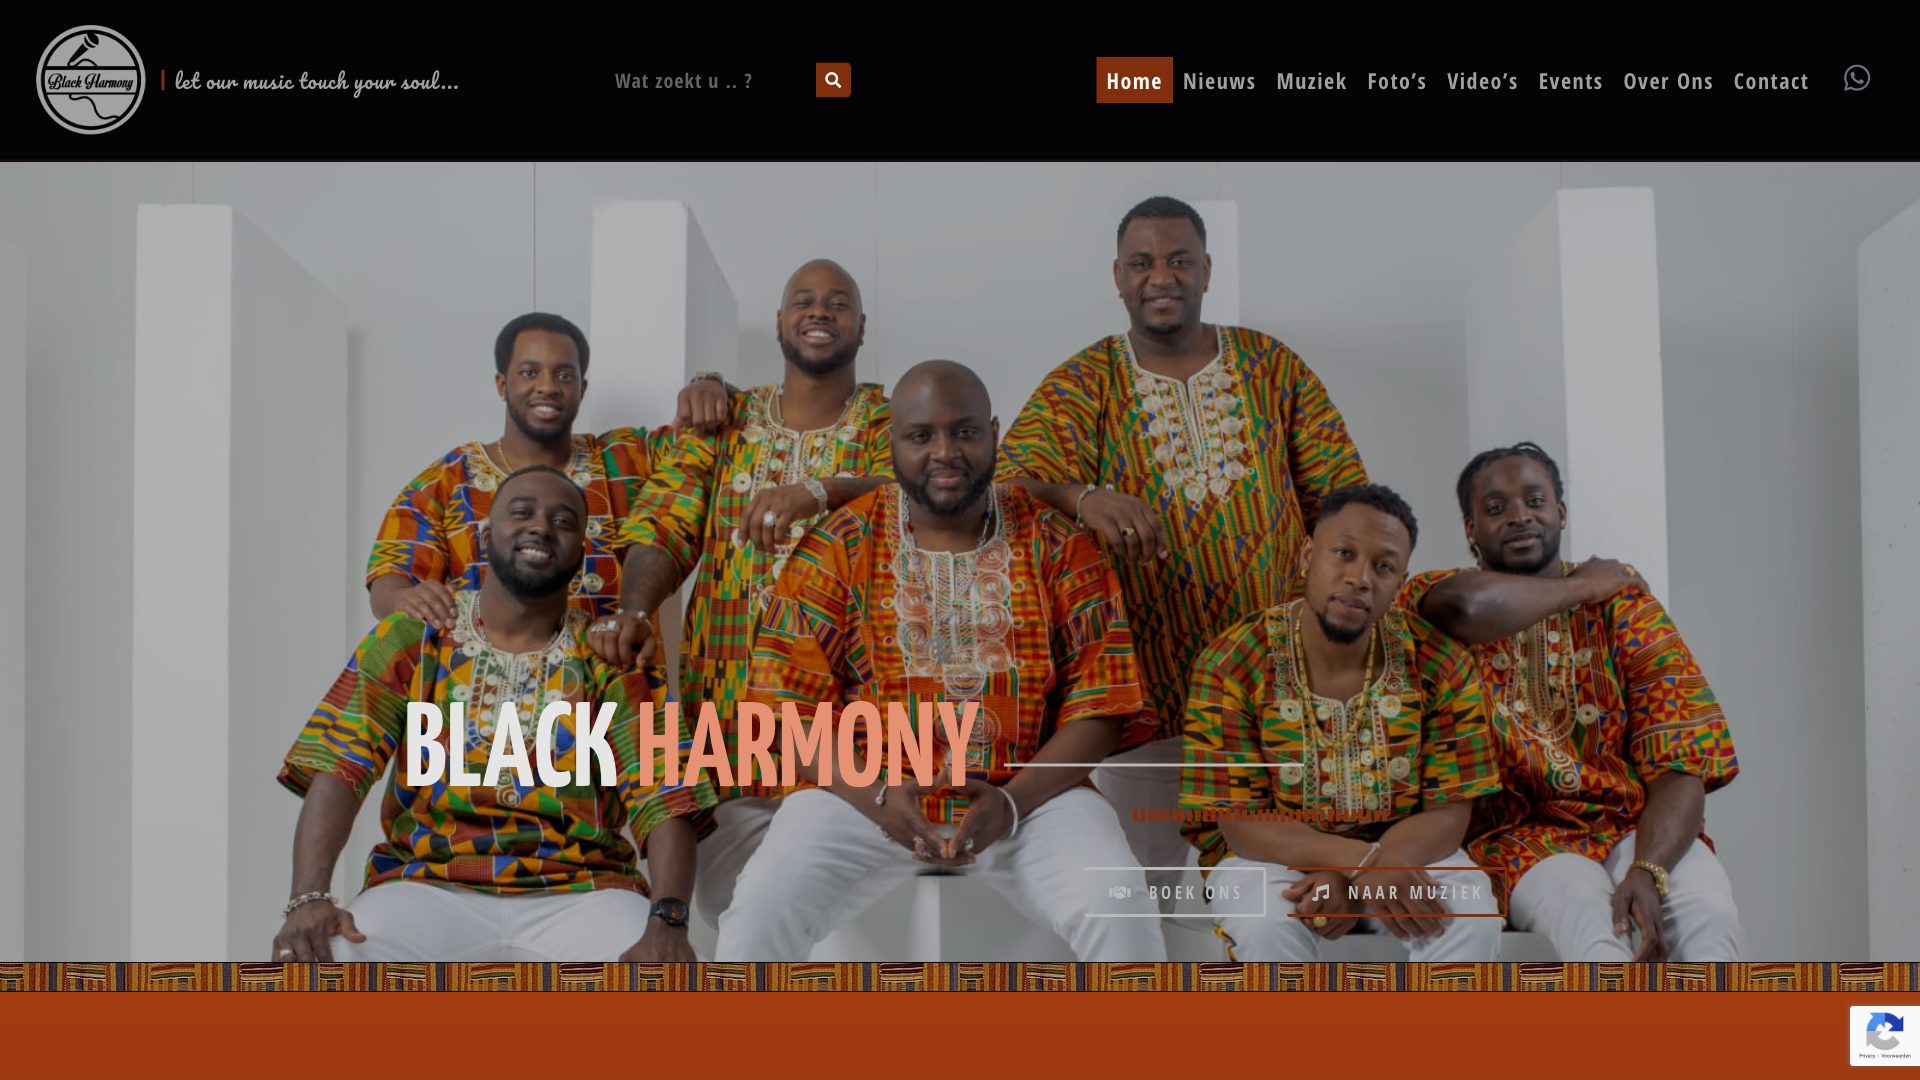 Black Harmony
let our music touch your soul...
Wat zoekt u .. ?
Home Nieuws Muziek Foto’s Video’s Events Over Ons Contact
BLACK HARMONY
BOEK ONS
NAAR MUZIEK
Privacy - Voorwaarden